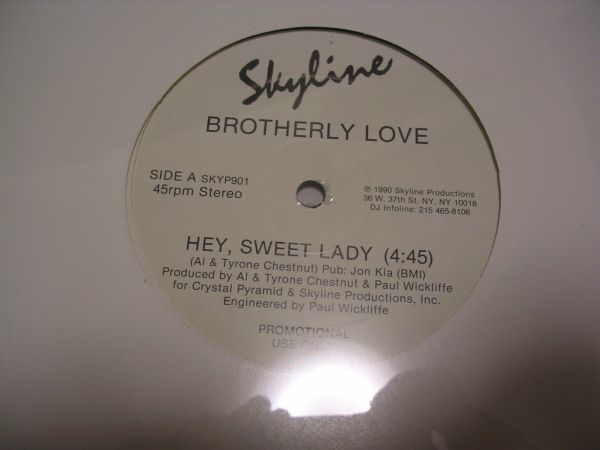 Skyline
BROTHERLY LOVE
SIDE A SKYP901
45rpm Stereo
℗ 1990 Skyline Productions
36 W. 37th St. NY, NY 10018
DJ Infoline: 215 465-8106
HEY, SWEET LADY (4:45)
(Al & Tyrone Chestnut) Pub: Jon Kia (BMI)
Produced by Al & Tyrone Chestnut & Paul Wickliffe
for Crystal Pyramid & Skyline Productions, Inc.
Engineered by Paul Wickliffe
PROMOTIONAL
USE ONLY